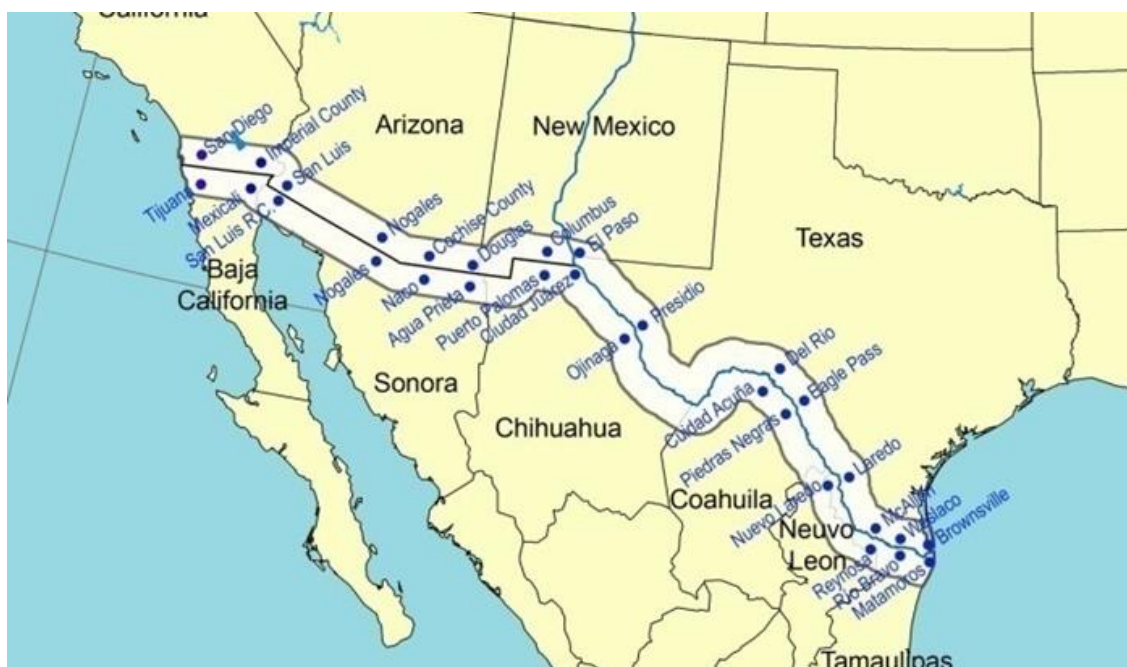 California
San Diego
Imperial County
San Luis
Arizona
New Mexico
Tijuana
Mexicali
San Luis R.C.
Baja
California
Nogales
Cochise County
Douglas
Columbus
El Paso
Texas
Nogales
Naco
Agua Prieta
Puerto Palomas
Ciudad Juárez
Presidio
Ojinaga
Sonora
Chihuahua
Del Rio
Eagle Pass
Cuidad Acuña
Piedras Negras
Coahuila
Laredo
Nuevo Laredo
Neuvo
Leon
McAllen
Weslaco
Brownsville
Reynosa
Rio Bravo
Matamoros
Tamaulipas